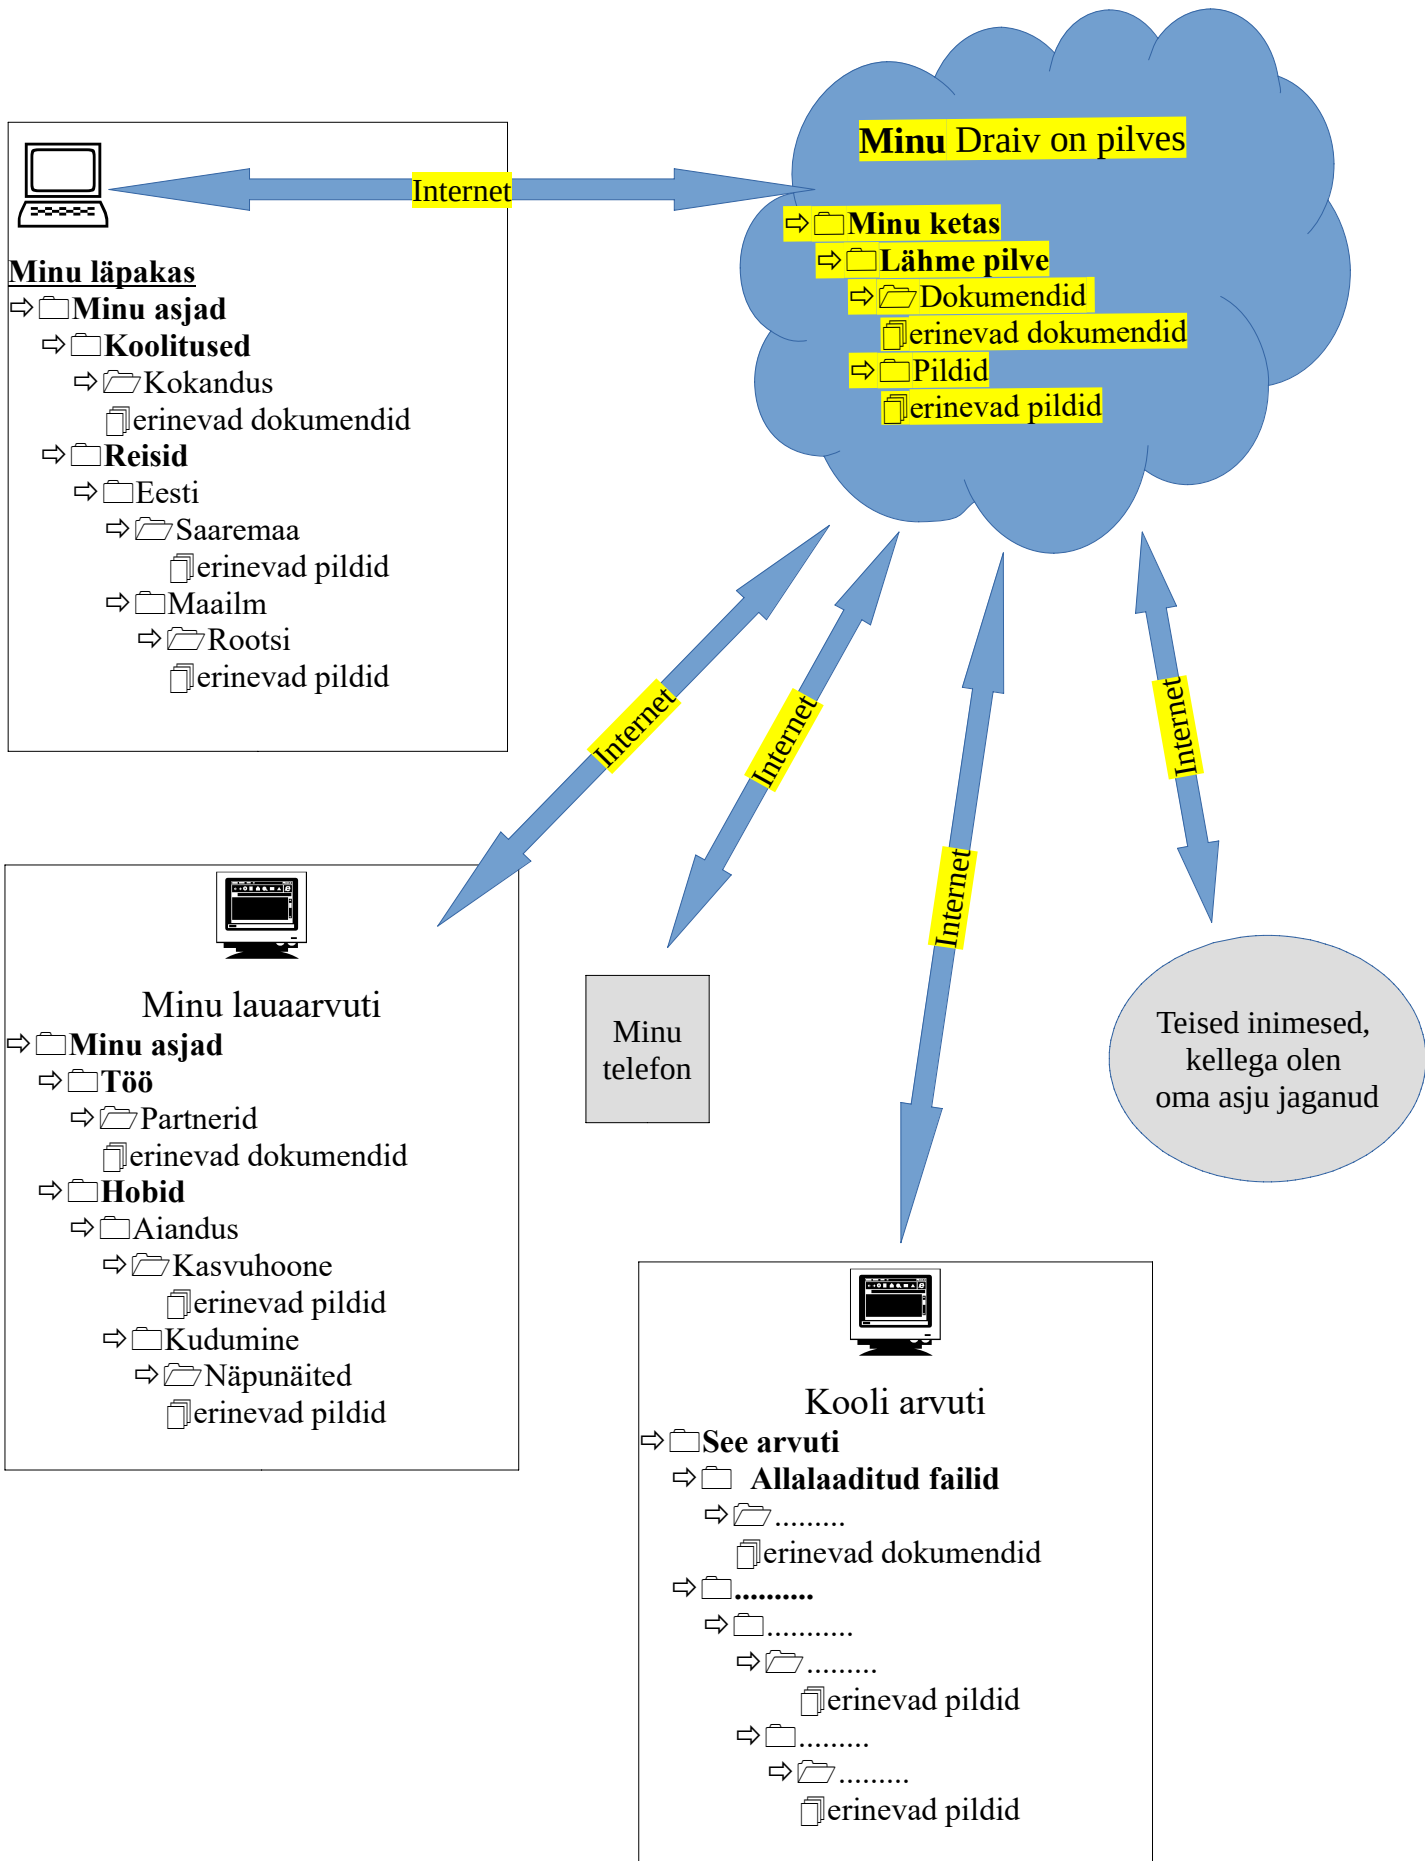 Minu Draiv on pilves
Internet
Minu ketas
Lähme pilve
Dokumendid
erinevad dokumendid
Pildid
erinevad pildid
Minu läpakas
Minu asjad
Koolitused
Kokandus
erinevad dokumendid
Reisid
Eesti
Saaremaa
erinevad pildid
Maailm
Rootsi
erinevad pildid
Internet
Internet
Internet
Internet
Minu lauaarvuti
Minu asjad
Töö
Partnerid
erinevad dokumendid
Hobid
Aiandus
Kasvuhoone
erinevad pildid
Kudumine
Näpunäited
erinevad pildid
Minu
telefon
Teised inimesed,
kellega olen
oma asju jaganud
Kooli arvuti
See arvuti
Allalaaditud failid
.........
erinevad dokumendid
..........
...........
.........
erinevad pildid
.........
.........
erinevad pildid